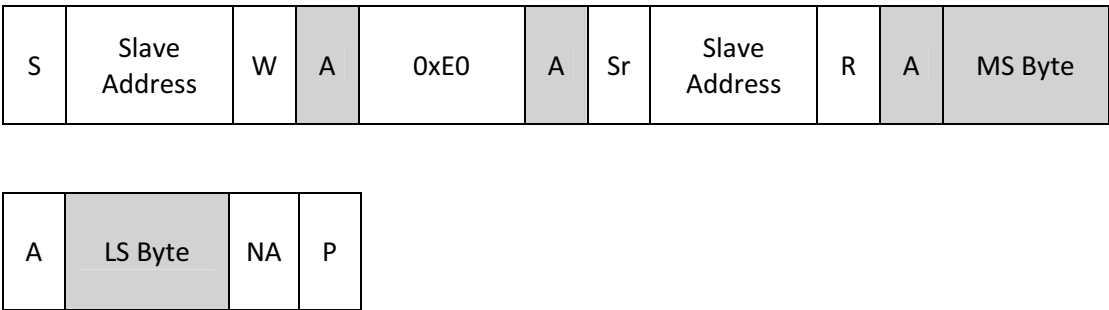 S Slave Address W A 0xE0 A Sr Slave Address R A MS Byte
A LS Byte NA P